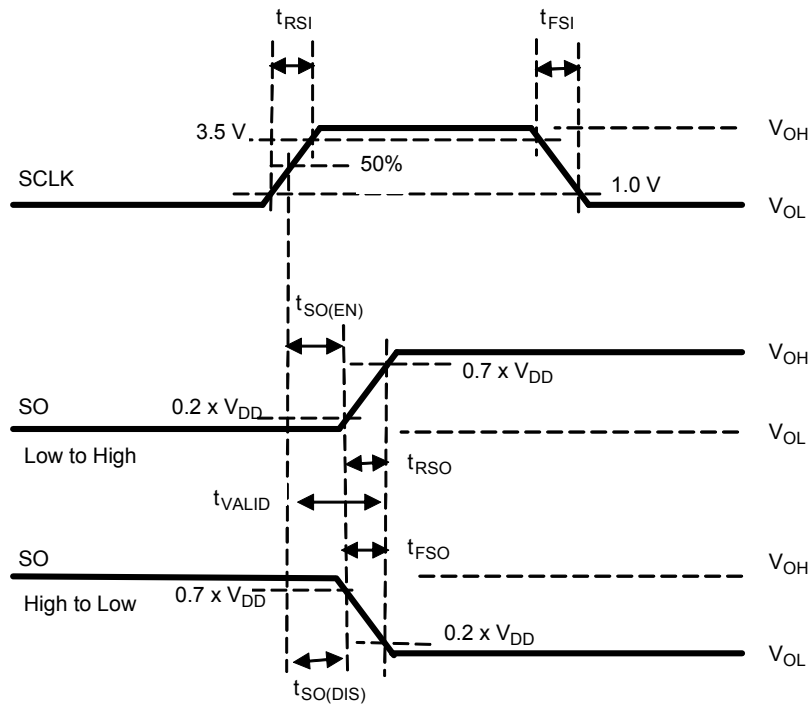 tRSI tFSI
3.5 V VOH
50%
SCLK 1.0 V
VOL
tSO(EN)
VOH
0.7 x VDD
SO 0.2 x VDD
VOL
Low to High
tRSO
tVALID
tFSO
SO VOH
High to Low 0.7 x VDD
0.2 x VDD
VOL
tSO(DIS)